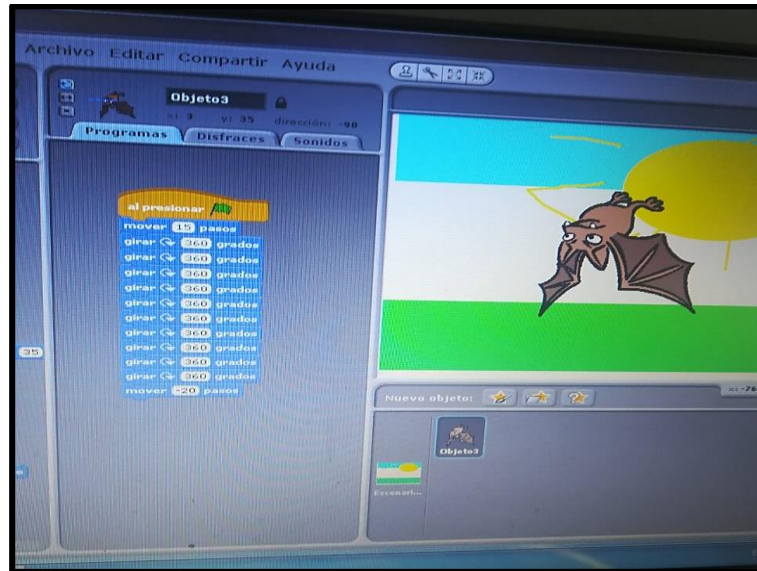 Archivo Editar Compartir Ayuda
Objeto3
x: 3 y: 35 dirección: -90
Programas Disfraces Sonidos
al presionar
mover 15 pasos
girar 360 grados
girar 360 grados
girar 360 grados
girar 360 grados
girar 360 grados
girar 360 grados
girar 360 grados
girar 360 grados
girar 360 grados
girar 360 grados
mover -20 pasos
35
Nuevo objeto:
x: -76
Objeto3
Escenari...